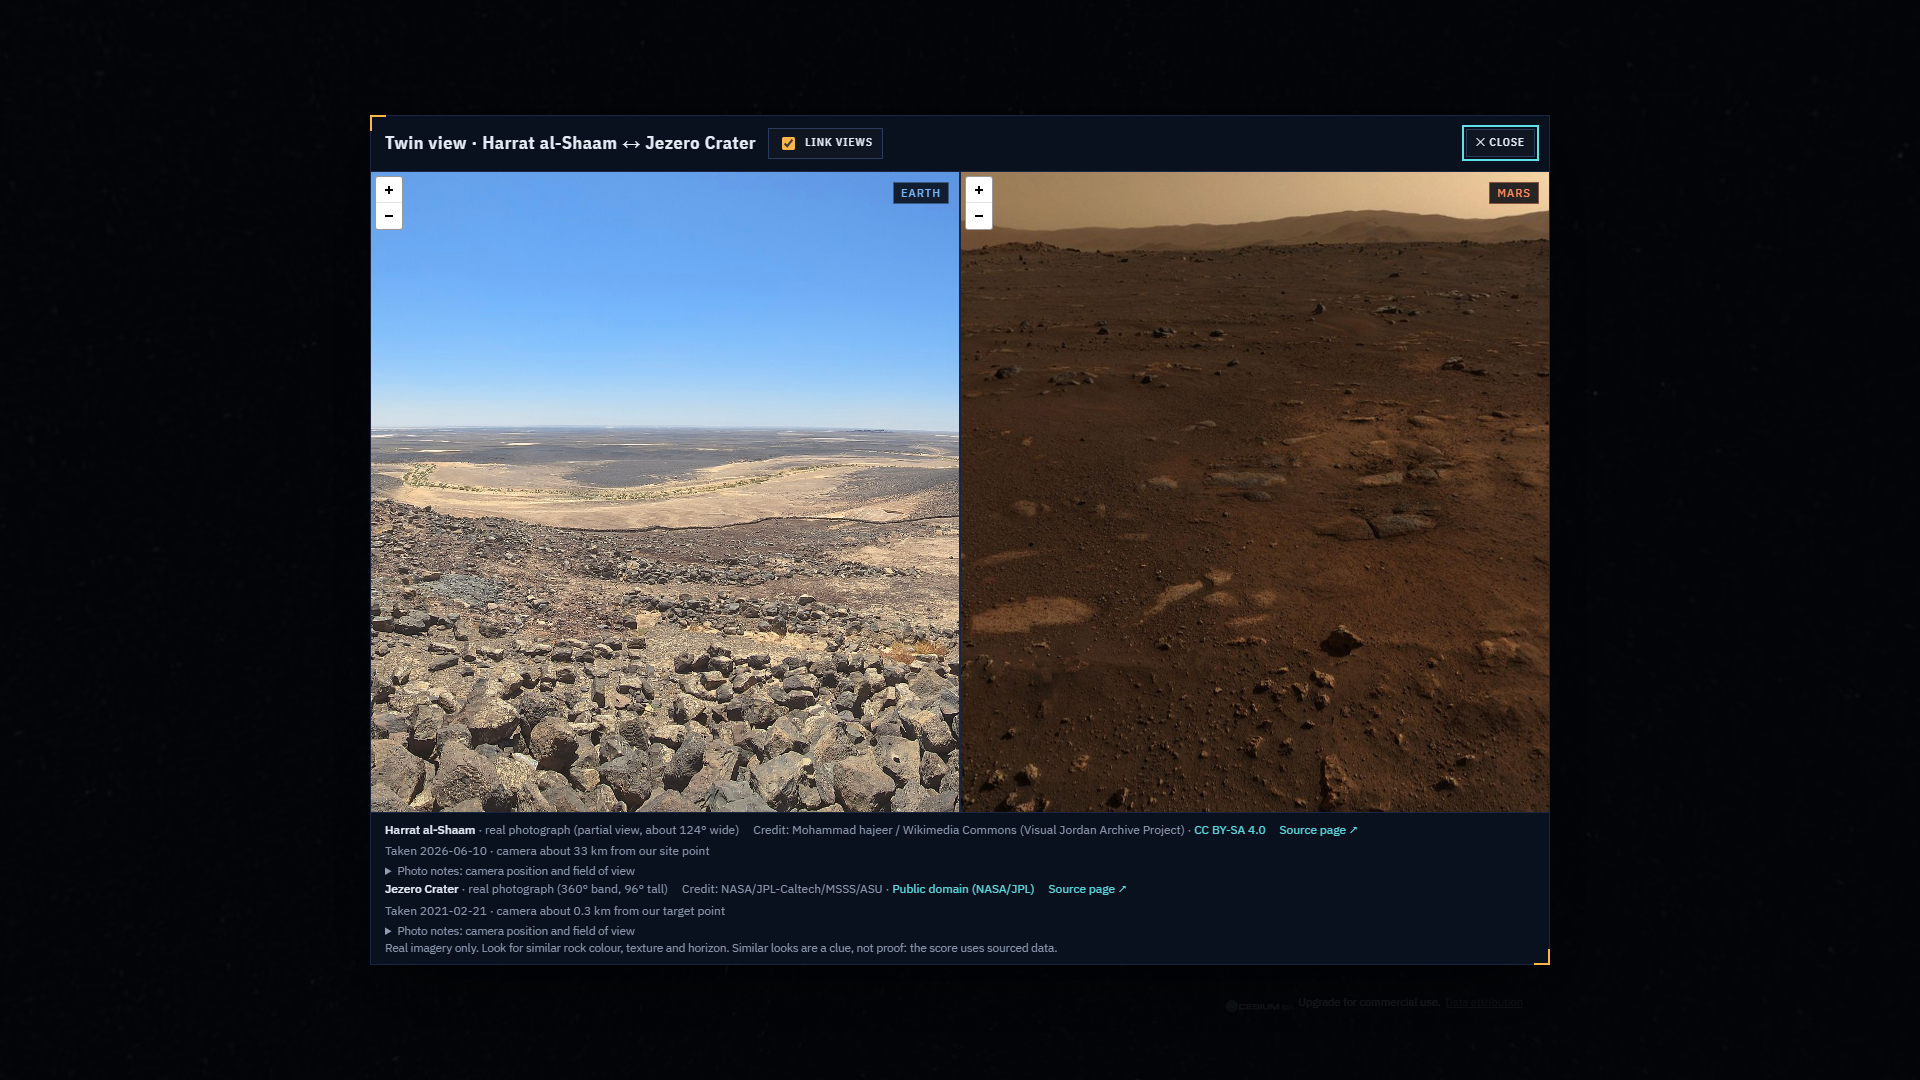 Twin view · Harrat al-Shaam ↔ Jezero Crater
LINK VIEWS
× CLOSE
+
−
EARTH
+
−
MARS
Harrat al-Shaam · real photograph (partial view, about 124° wide) Credit: Mohammad hajeer / Wikimedia Commons (Visual Jordan Archive Project) · CC BY-SA 4.0 Source page ↗
Taken 2026-06-10 · camera about 33 km from our site point
▶ Photo notes: camera position and field of view
Jezero Crater · real photograph (360° band, 96° tall) Credit: NASA/JPL-Caltech/MSSS/ASU · Public domain (NASA/JPL) Source page ↗
Taken 2021-02-21 · camera about 0.3 km from our target point
▶ Photo notes: camera position and field of view
Real imagery only. Look for similar rock colour, texture and horizon. Similar looks are a clue, not proof: the score uses sourced data.
CESIUM Upgrade for commercial use. Data attribution